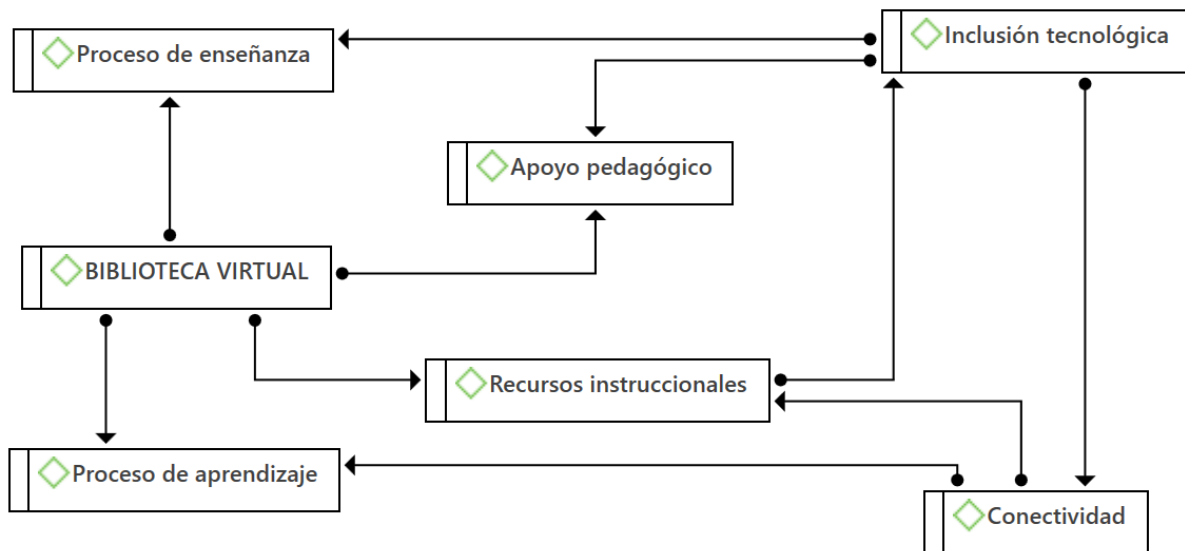 Proceso de enseñanza
Inclusión tecnológica
Apoyo pedagógico
BIBLIOTECA VIRTUAL
Recursos instruccionales
Proceso de aprendizaje
Conectividad